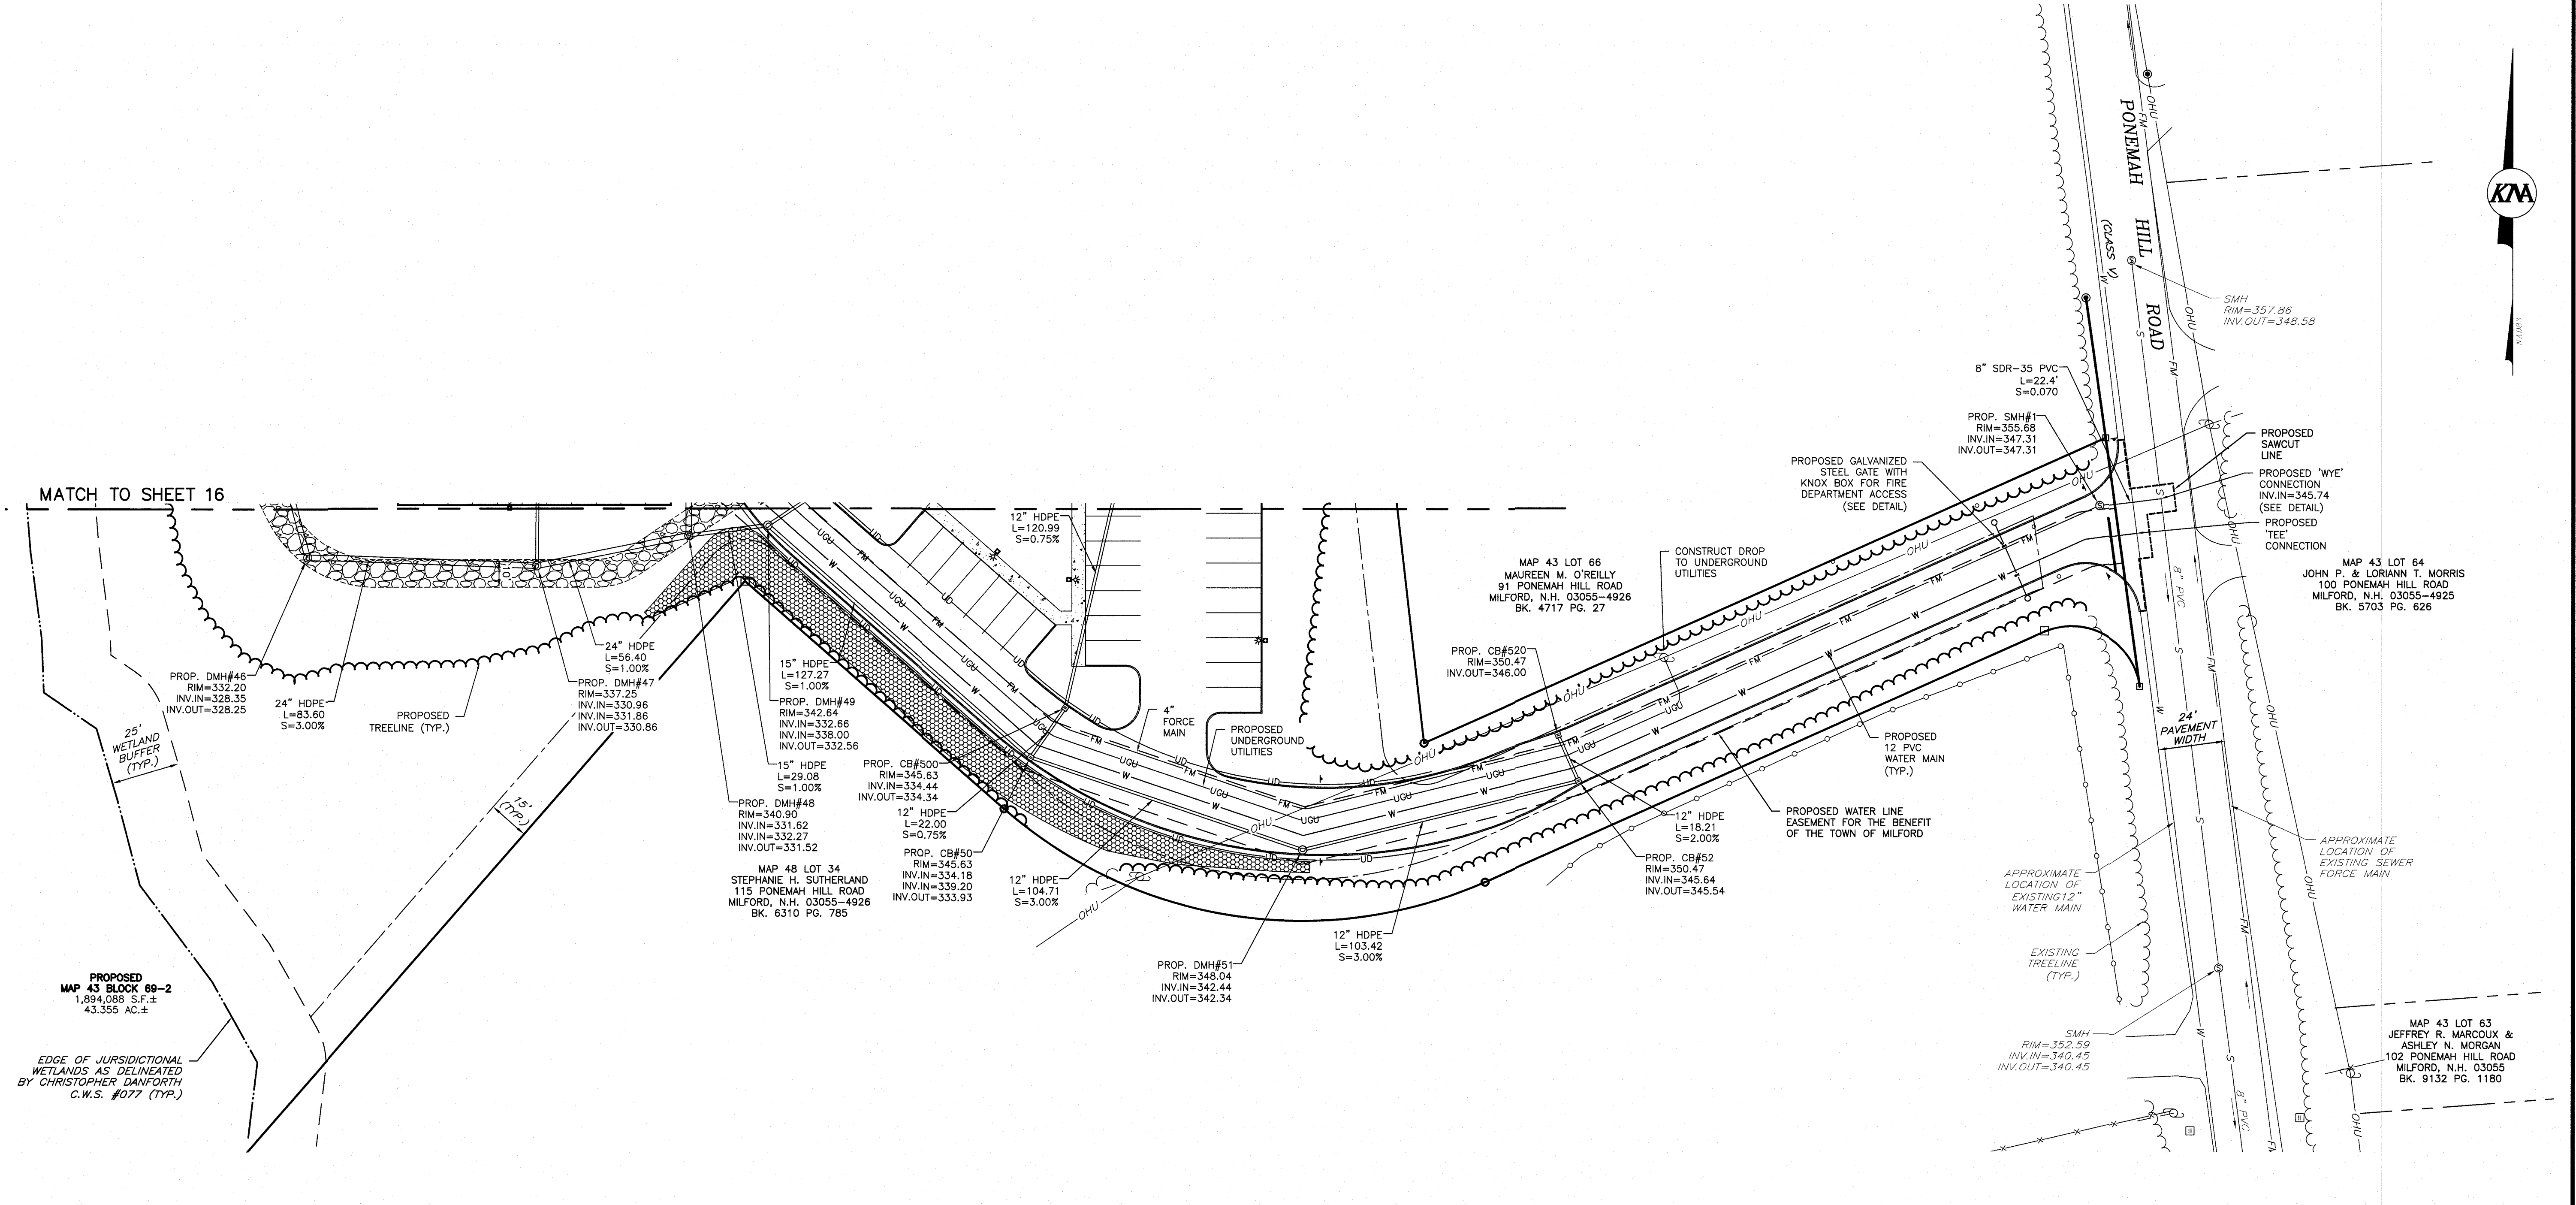 MATCH TO SHEET 16
PROP. DMH#46
RIM=332.20
INV.IN=328.35
INV.OUT=328.25
24" HDPE
L=83.60
S=3.00%
PROPOSED
TREELINE (TYP.)
25'
WETLAND
BUFFER
(TYP.)
15'
(TYP.)
10'
PROPOSED
MAP 43 BLOCK 69-2
1,894,088 S.F.±
43.355 AC.±
EDGE OF JURSIDICTIONAL
WETLANDS AS DELINEATED
BY CHRISTOPHER DANFORTH
C.W.S. #077 (TYP.)
24" HDPE
L=56.40
S=1.00%
PROP. DMH#47
RIM=337.25
INV.IN=330.96
INV.IN=331.86
INV.OUT=330.86
15" HDPE
L=127.27
S=1.00%
PROP. DMH#49
RIM=342.64
INV.IN=332.66
INV.IN=338.00
INV.OUT=332.56
15" HDPE
L=29.08
S=1.00%
PROP. DMH#48
RIM=340.90
INV.IN=331.62
INV.IN=332.27
INV.OUT=331.52
MAP 48 LOT 34
STEPHANIE H. SUTHERLAND
115 PONEMAH HILL ROAD
MILFORD, N.H. 03055-4926
BK. 6310 PG. 785
PROP. CB#500
RIM=345.63
INV.IN=334.44
INV.OUT=334.34
12" HDPE
L=22.00
S=0.75%
PROP. CB#50
RIM=345.63
INV.IN=334.18
INV.IN=339.20
INV.OUT=333.93
12" HDPE
L=120.99
S=0.75%
12" HDPE
L=104.71
S=3.00%
4"
FORCE
MAIN
PROPOSED
UNDERGROUND
UTILITIES
PROP. DMH#51
RIM=348.04
INV.IN=342.44
INV.OUT=342.34
12" HDPE
L=103.42
S=3.00%
PROP. CB#520
RIM=350.47
INV.OUT=346.00
MAP 43 LOT 66
MAUREEN M. O'REILLY
91 PONEMAH HILL ROAD
MILFORD, N.H. 03055-4926
BK. 4717 PG. 27
CONSTRUCT DROP
TO UNDERGROUND
UTILITIES
12" HDPE
L=18.21
S=2.00%
PROP. CB#52
RIM=350.47
INV.IN=345.64
INV.OUT=345.54
PROPOSED WATER LINE
EASEMENT FOR THE BENEFIT
OF THE TOWN OF MILFORD
PROPOSED
12 PVC
WATER MAIN
(TYP.)
PROPOSED GALVANIZED
STEEL GATE WITH
KNOX BOX FOR FIRE
DEPARTMENT ACCESS
(SEE DETAIL)
8" SDR-35 PVC
L=22.4'
S=0.070
PROP. SMH#1
RIM=355.68
INV.IN=347.31
INV.OUT=347.31
PONEMAH HILL ROAD
(CLASS V)
SMH
RIM=357.86
INV.OUT=348.58
PROPOSED
SAWCUT
LINE
PROPOSED 'WYE'
CONNECTION
INV.IN=345.74
(SEE DETAIL)
PROPOSED
'TEE'
CONNECTION
MAP 43 LOT 64
JOHN P. & LORIANN T. MORRIS
100 PONEMAH HILL ROAD
MILFORD, N.H. 03055-4925
BK. 5703 PG. 626
24'
PAVEMENT
WIDTH
8" PVC
APPROXIMATE
LOCATION OF
EXISTING 12"
WATER MAIN
EXISTING
TREELINE
(TYP.)
SMH
RIM=352.59
INV.IN=340.45
INV.OUT=340.45
APPROXIMATE
LOCATION OF
EXISTING SEWER
FORCE MAIN
MAP 43 LOT 63
JEFFREY R. MARCOUX &
ASHLEY N. MORGAN
102 PONEMAH HILL ROAD
MILFORD, N.H. 03055
BK. 9132 PG. 1180
8" PVC
UGU
FM
W
UD
OHU
S
KNA